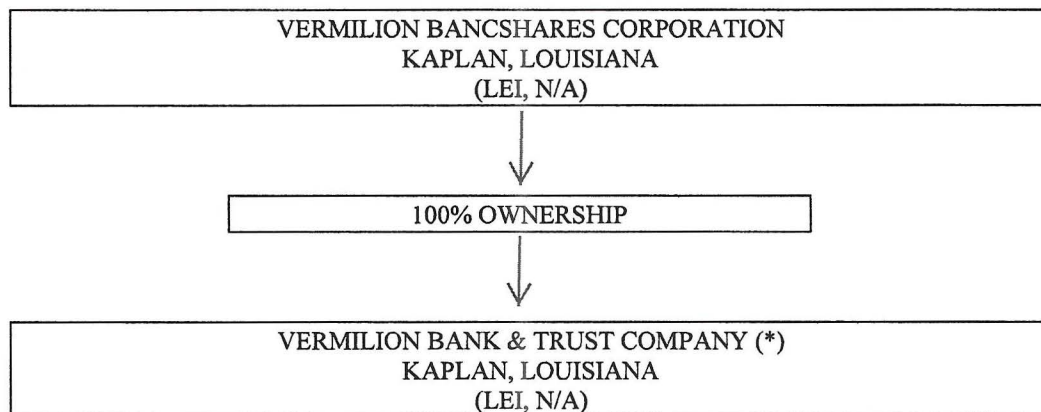 VERMILION BANCSHARES CORPORATION
KAPLAN, LOUISIANA
(LEI, N/A)
100% OWNERSHIP
VERMILION BANK & TRUST COMPANY (*)
KAPLAN, LOUISIANA
(LEI, N/A)